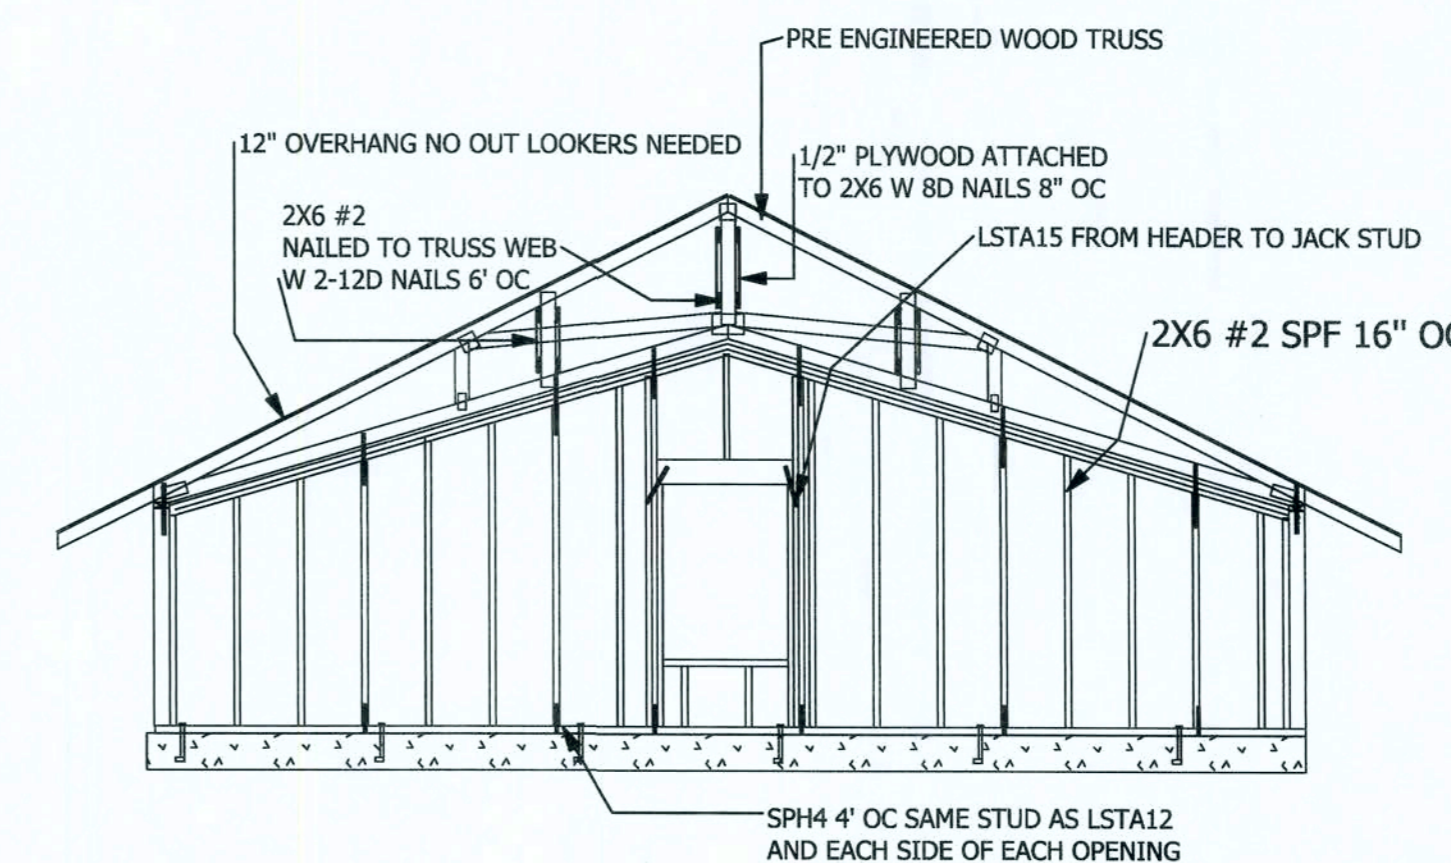 PRE ENGINEERED WOOD TRUSS
12" OVERHANG NO OUT LOOKERS NEEDED
1/2" PLYWOOD ATTACHED
TO 2X6 W 8D NAILS 8" OC
2X6 #2
NAILED TO TRUSS WEB
W 2-12D NAILS 6' OC
LSTA15 FROM HEADER TO JACK STUD
2X6 #2 SPF 16" OC
SPH4 4' OC SAME STUD AS LSTA12
AND EACH SIDE OF EACH OPENING